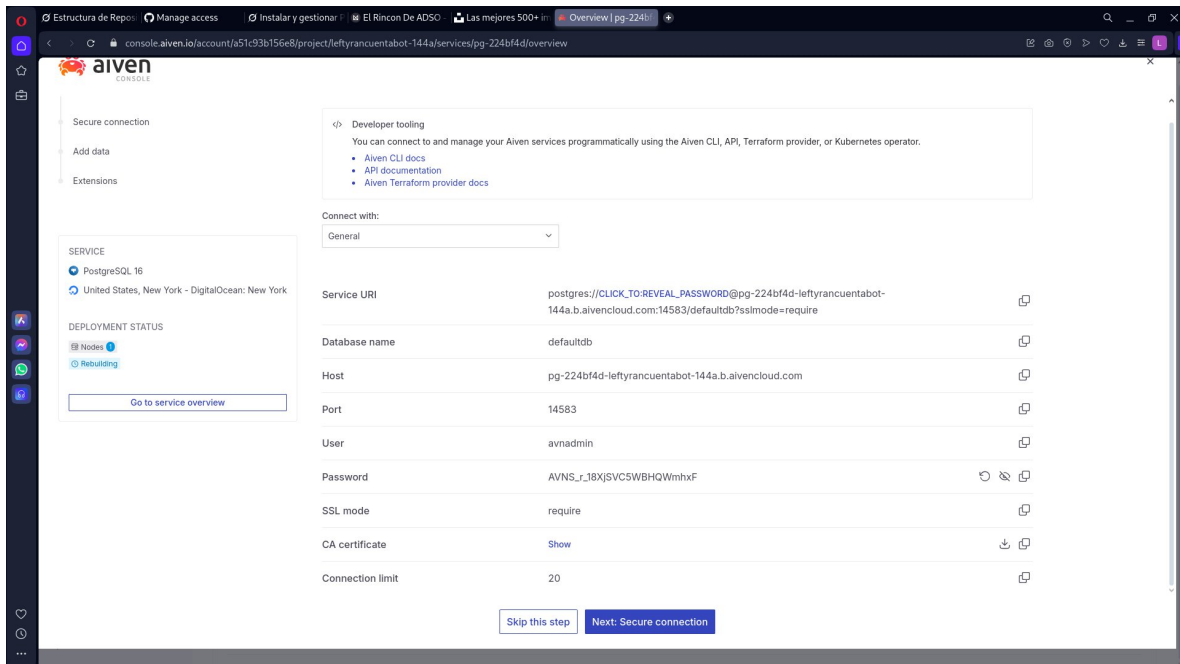 Estructura de Reposi
Manage access
Instalar y gestionar P
El Rincon De ADSO -
Las mejores 500+ im
Overview | pg-224bf
console.aiven.io/account/a51c93b156e8/project/leftyrancuentabot-144a/services/pg-224bf4d/overview
L
aiven
CONSOLE
Secure connection
Add data
Extensions
</> Developer tooling
You can connect to and manage your Aiven services programmatically using the Aiven CLI, API, Terraform provider, or Kubernetes operator.
• Aiven CLI docs
• API documentation
• Aiven Terraform provider docs
Connect with:
General
SERVICE
PostgreSQL 16
United States, New York - DigitalOcean: New York
DEPLOYMENT STATUS
Nodes 1
Rebuilding
Go to service overview
Service URI
postgres://CLICK_TO:REVEAL_PASSWORD@pg-224bf4d-leftyrancuentabot-
144a.b.aivencloud.com:14583/defaultdb?sslmode=require
Database name defaultdb
Host pg-224bf4d-leftyrancuentabot-144a.b.aivencloud.com
Port 14583
User avnadmin
Password AVNS_r_18XjSVC5WBHQWmhxF
SSL mode require
CA certificate Show
Connection limit 20
Skip this step
Next: Secure connection